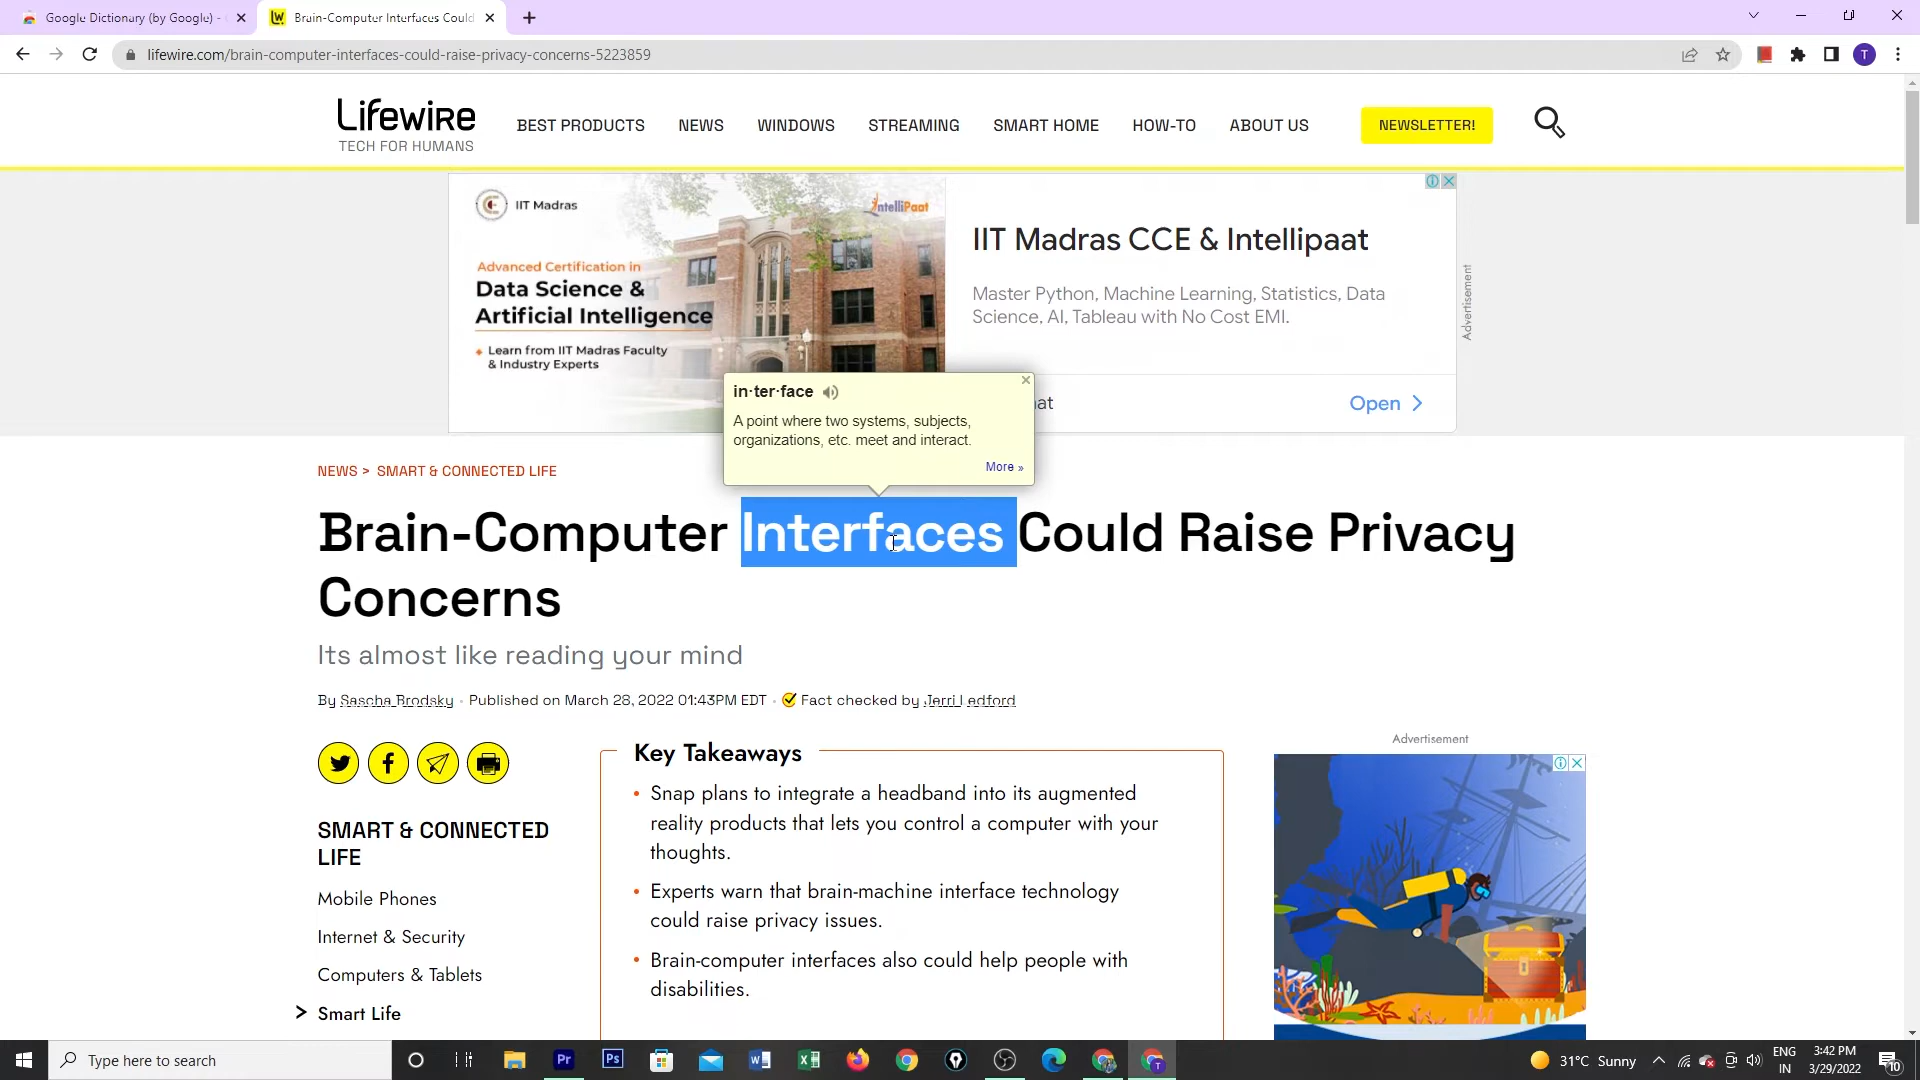 Google Dictionary (by Google) -
Brain-Computer Interfaces Could
lifewire.com/brain-computer-interfaces-could-raise-privacy-concerns-5223859
T
Lifewire
TECH FOR HUMANS
BEST PRODUCTS
NEWS
WINDOWS
STREAMING
SMART HOME
HOW-TO
ABOUT US
NEWSLETTER!
IIT Madras
intelliPaat
Advanced Certification in
Data Science &
Artificial Intelligence
Learn from IIT Madras Faculty
& Industry Experts
IIT Madras CCE & Intellipaat
Master Python, Machine Learning, Statistics, Data
Science, AI, Tableau with No Cost EMI.
Open
Advertisement
in·ter·face
A point where two systems, subjects,
organizations, etc. meet and interact.
More »
NEWS > SMART & CONNECTED LIFE
Brain-Computer Interfaces Could Raise Privacy
Concerns
Its almost like reading your mind
By Sascha Brodsky · Published on March 28, 2022 01:43PM EDT · Fact checked by Jerri Ledford
SMART & CONNECTED
LIFE
Mobile Phones
Internet & Security
Computers & Tablets
> Smart Life
Key Takeaways
• Snap plans to integrate a headband into its augmented
reality products that lets you control a computer with your
thoughts.
• Experts warn that brain-machine interface technology
could raise privacy issues.
• Brain-computer interfaces also could help people with
disabilities.
Advertisement
Type here to search
Pr
Ps
31°C Sunny
ENG
IN
3:42 PM
3/29/2022
10